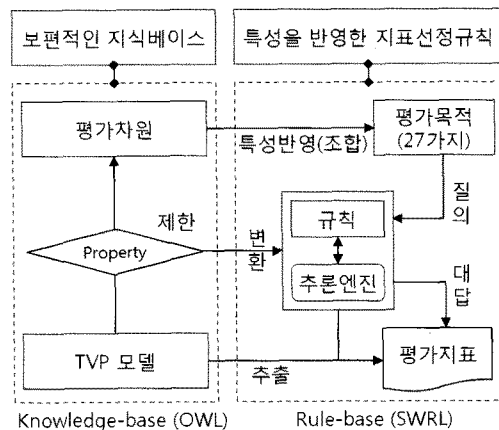 보편적인 지식베이스
특성을 반영한 지표선정규칙
평가차원
특성반영(조합)
평가목적
(27가지)
제한
Property
변
환
규칙
추론엔진
질
의
대
답
TVP 모델
추출
평가지표
Knowledge-base (OWL)
Rule-base (SWRL)